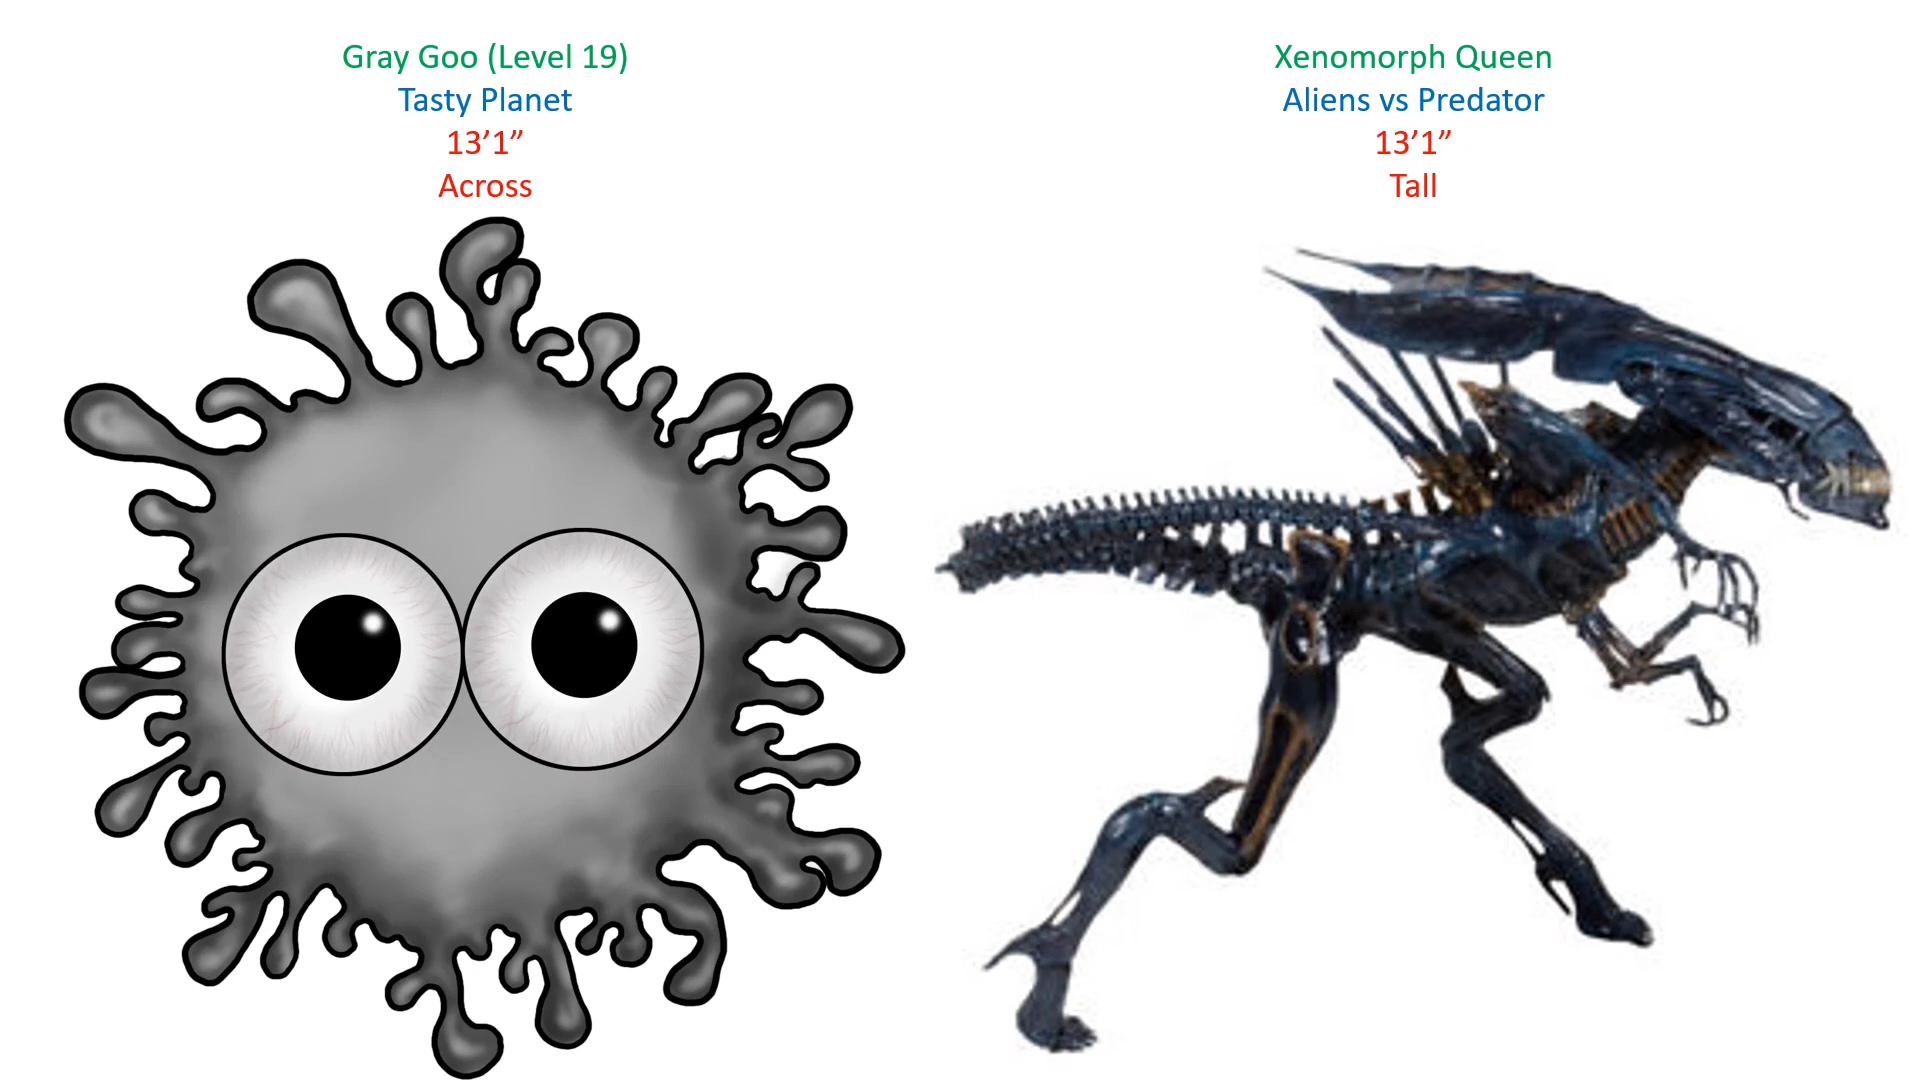 Gray Goo (Level 19)
Tasty Planet
13’1”
Across
Xenomorph Queen
Aliens vs Predator
13’1”
Tall